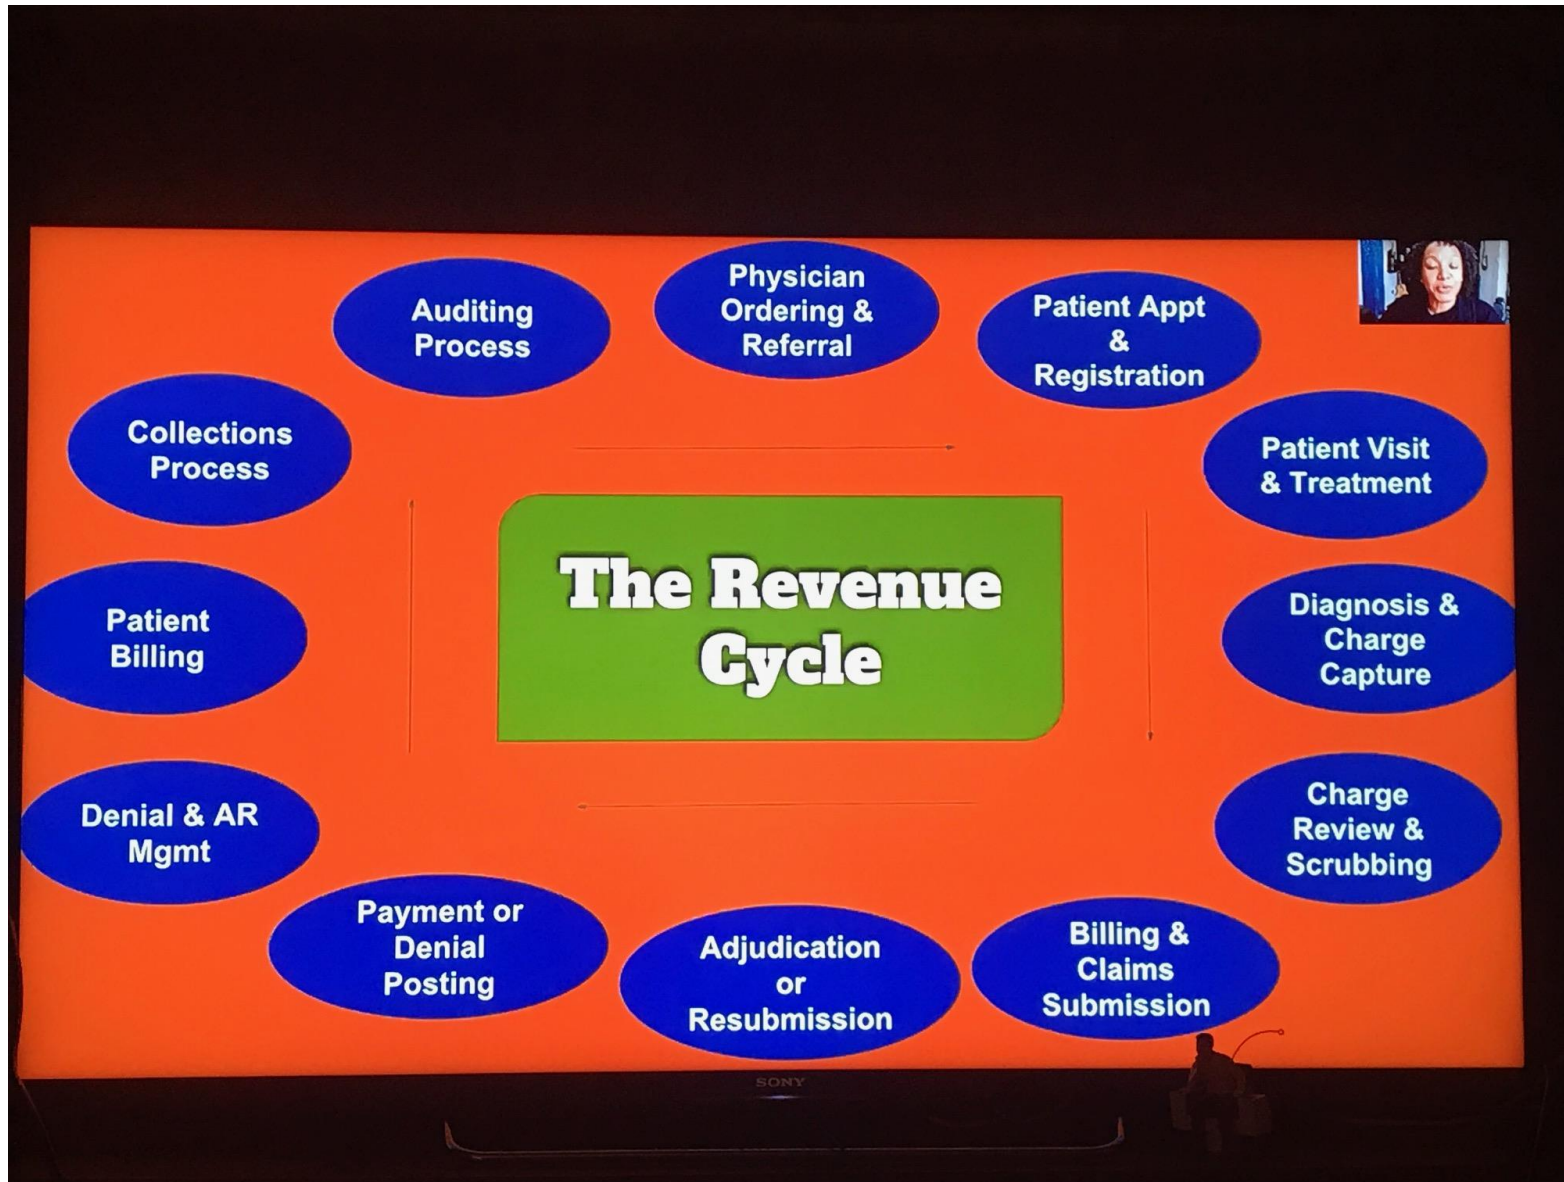 Auditing
Process
Physician
Ordering &
Referral
Patient Appt
&
Registration
Patient Visit
& Treatment
Diagnosis &
Charge
Capture
Charge
Review &
Scrubbing
Billing &
Claims
Submission
Adjudication
or
Resubmission
Payment or
Denial
Posting
Denial & AR
Mgmt
Patient
Billing
Collections
Process
The Revenue
Cycle
SONY